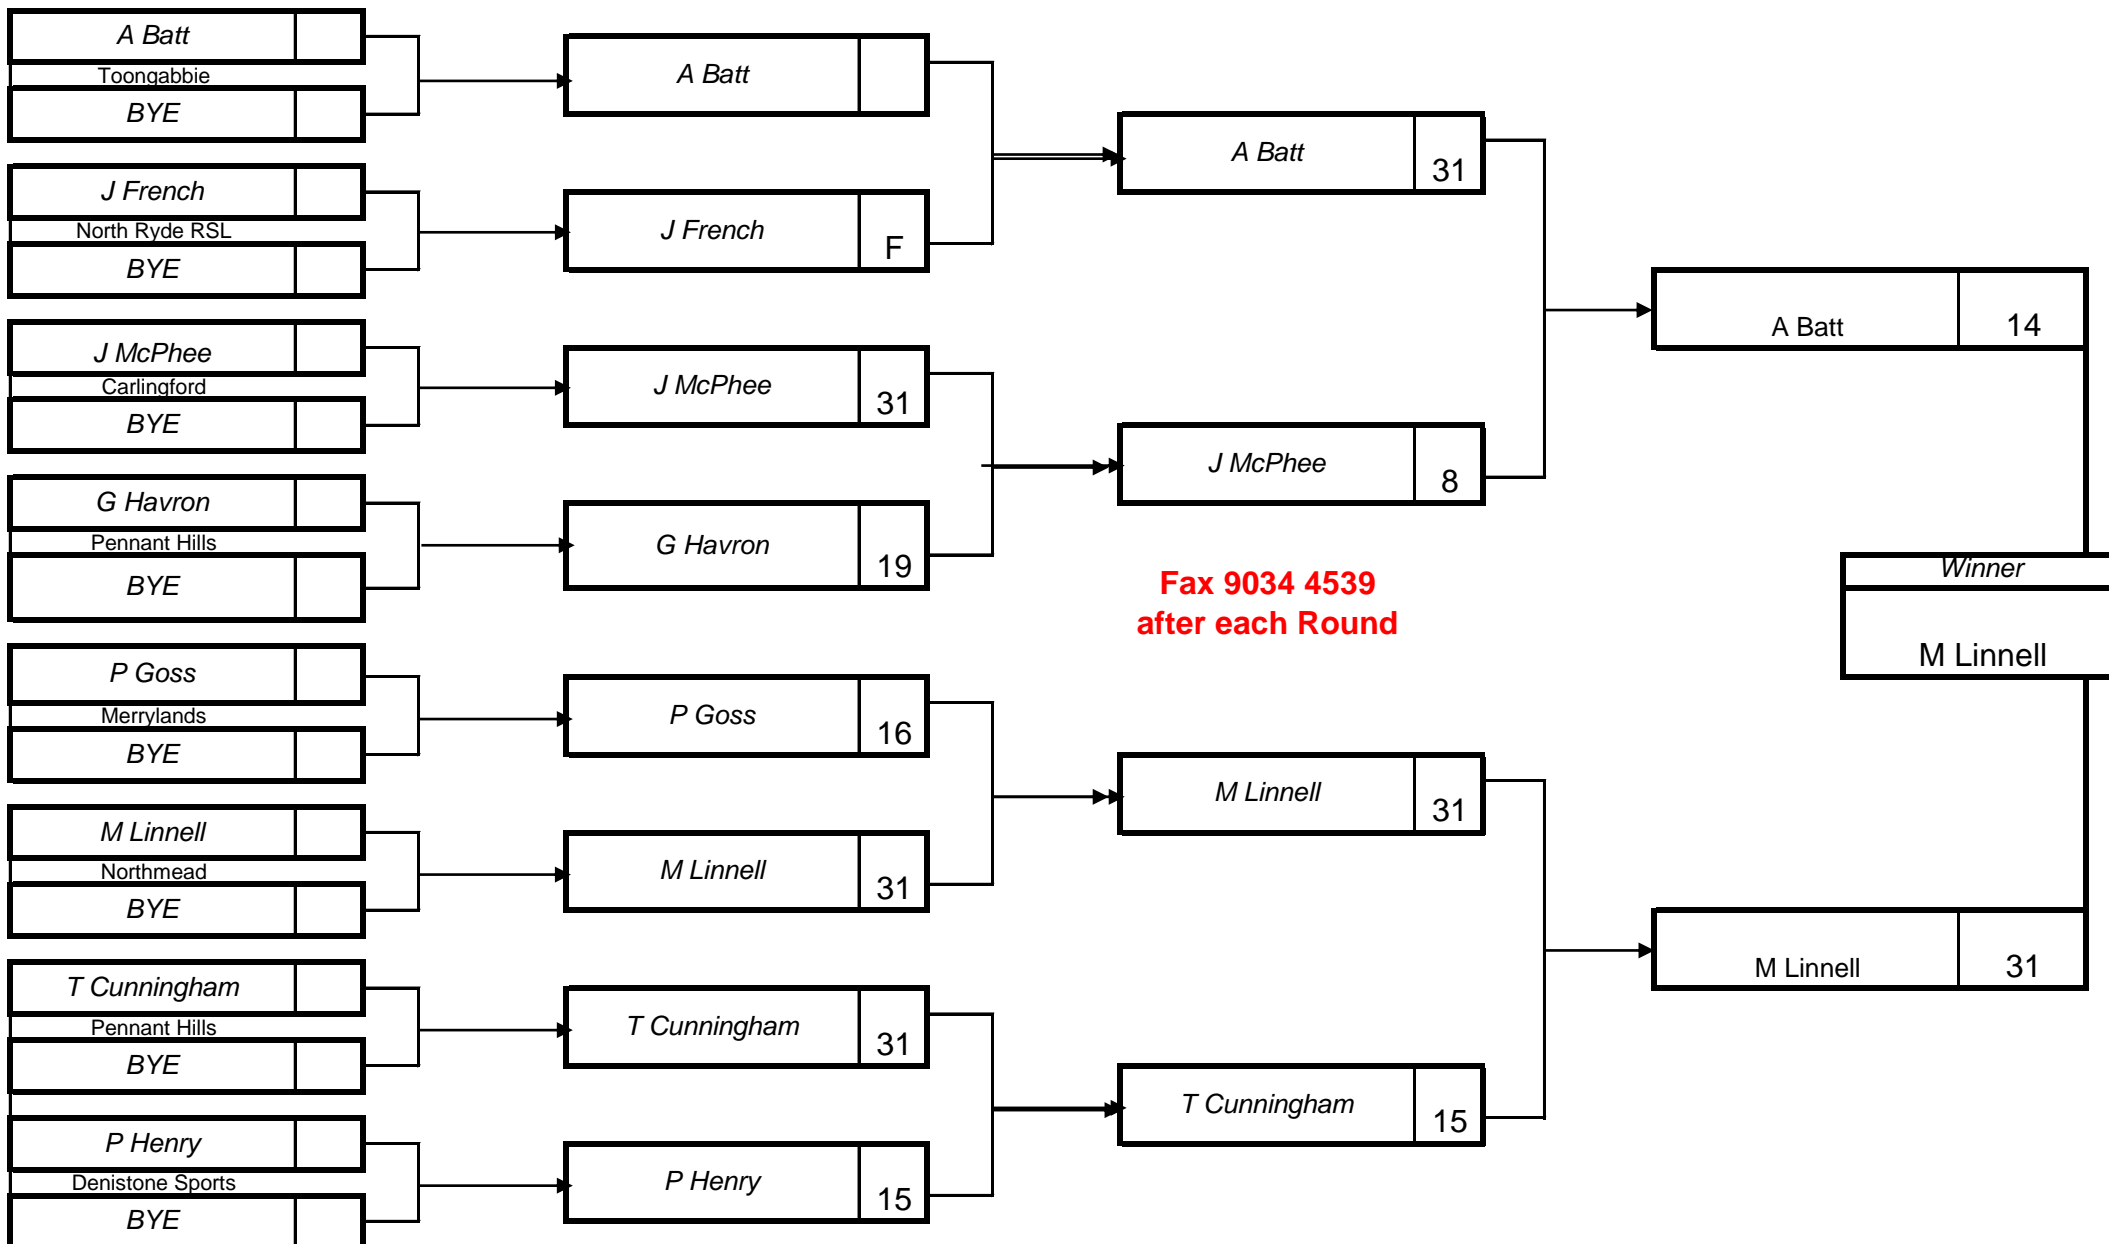 A Batt
Toongabbie
BYE
J French
North Ryde RSL
BYE
J McPhee
Carlingford
BYE
G Havron
Pennant Hills
BYE
P Goss
Merrylands
BYE
M Linnell
Northmead
BYE
T Cunningham
Pennant Hills
BYE
P Henry
Denistone Sports
BYE
A Batt
J French F
J McPhee 31
G Havron 19
P Goss 16
M Linnell 31
T Cunningham 31
P Henry 15
A Batt 31
J McPhee 8
Fax 9034 4539
after each Round
M Linnell 31
T Cunningham 15
A Batt 14
Winner
M Linnell
M Linnell 31